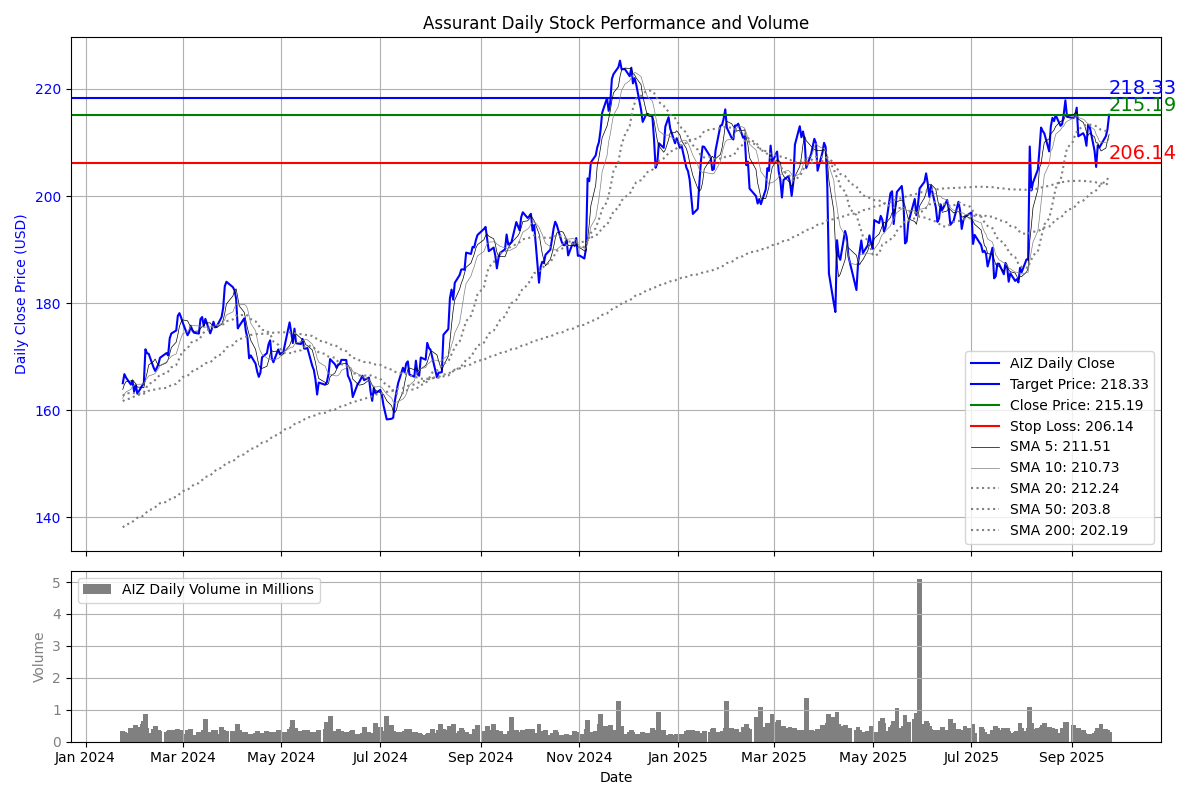 Assurant Daily Stock Performance and Volume
Daily Close Price (USD)
220
200
180
160
140
218.33
215.19
206.14
AIZ Daily Close
Target Price: 218.33
Close Price: 215.19
Stop Loss: 206.14
SMA 5: 211.51
SMA 10: 210.73
SMA 20: 212.24
SMA 50: 203.8
SMA 200: 202.19
Volume
5
4
3
2
1
0
AIZ Daily Volume in Millions
Jan 2024 Mar 2024 May 2024 Jul 2024 Sep 2024 Nov 2024 Jan 2025 Mar 2025 May 2025 Jul 2025 Sep 2025
Date